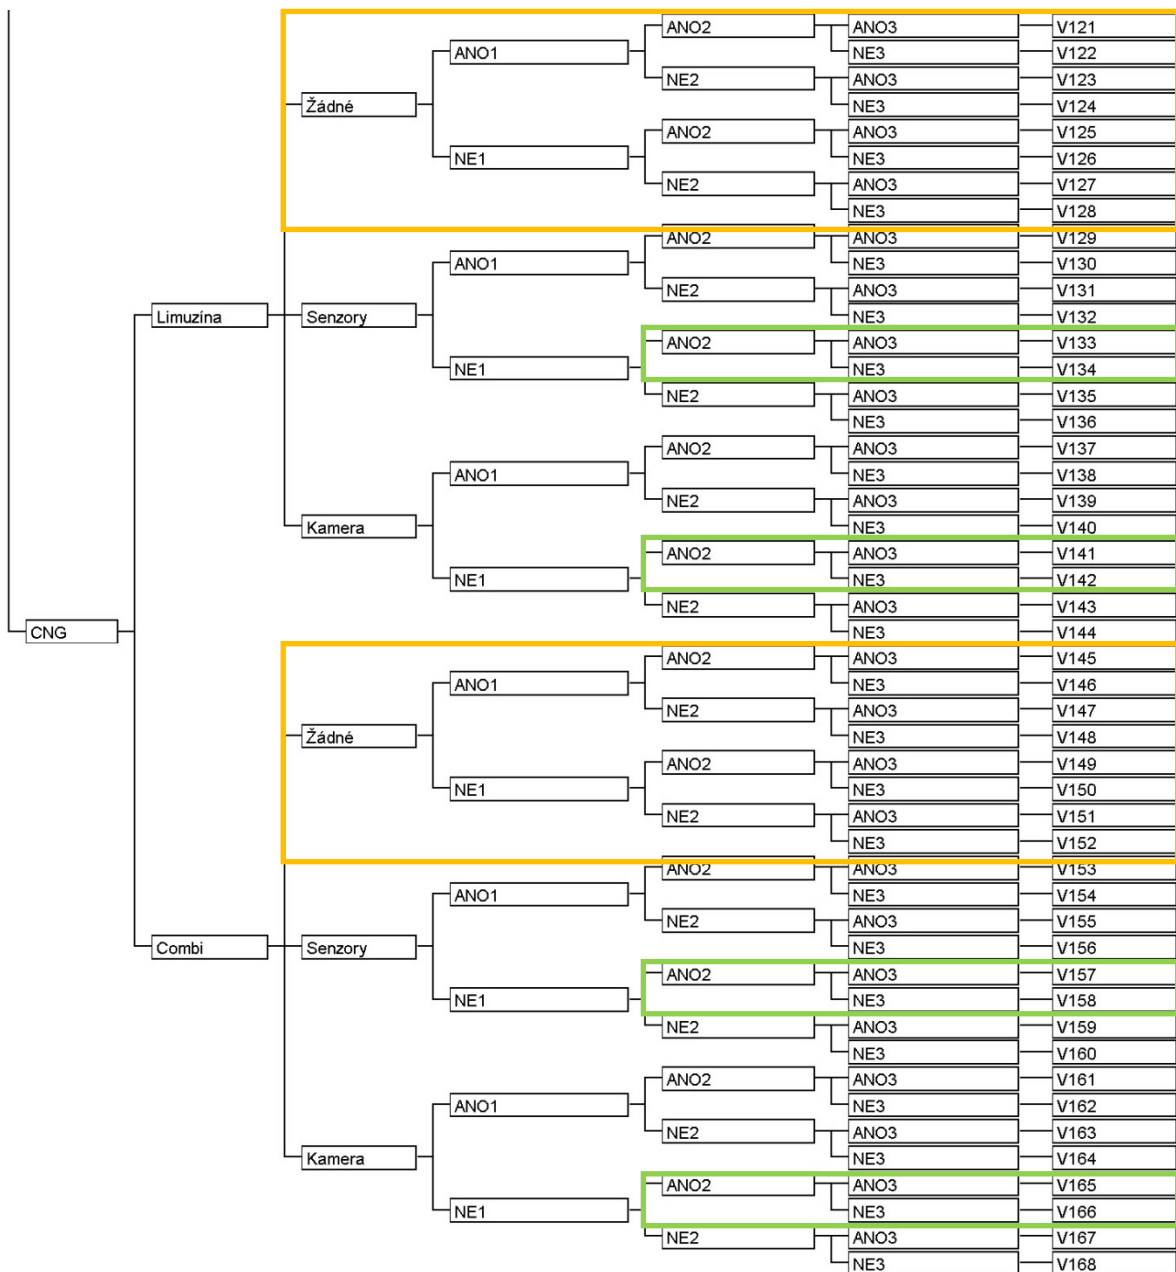 ANO2 ANO3 V121
ANO1 NE3 V122
NE2 ANO3 V123
Žádné NE3 V124
ANO2 ANO3 V125
NE1 NE3 V126
NE2 ANO3 V127
NE3 V128
ANO2 ANO3 V129
ANO1 NE3 V130
NE2 ANO3 V131
Limuzína Senzory NE3 V132
ANO2 ANO3 V133
NE1 NE3 V134
NE2 ANO3 V135
NE3 V136
ANO2 ANO3 V137
ANO1 NE3 V138
NE2 ANO3 V139
Kamera NE3 V140
ANO2 ANO3 V141
NE1 NE3 V142
NE2 ANO3 V143
CNG NE3 V144
ANO2 ANO3 V145
ANO1 NE3 V146
NE2 ANO3 V147
Žádné NE3 V148
ANO2 ANO3 V149
NE1 NE3 V150
NE2 ANO3 V151
NE3 V152
ANO2 ANO3 V153
ANO1 NE3 V154
NE2 ANO3 V155
Combi Senzory NE3 V156
ANO2 ANO3 V157
NE1 NE3 V158
NE2 ANO3 V159
NE3 V160
ANO2 ANO3 V161
ANO1 NE3 V162
NE2 ANO3 V163
Kamera NE3 V164
ANO2 ANO3 V165
NE1 NE3 V166
NE2 ANO3 V167
NE3 V168